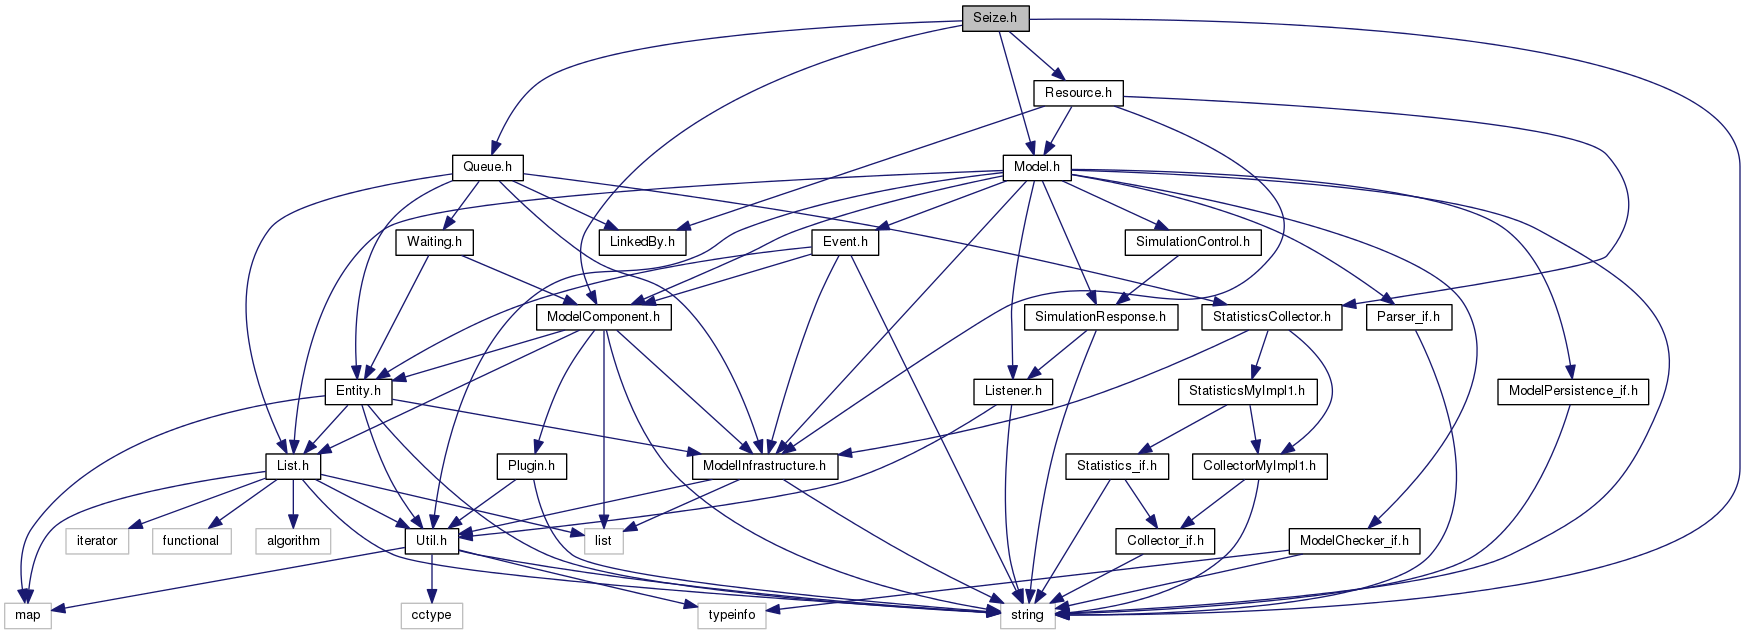 Seize.h
Resource.h
Queue.h
Model.h
Waiting.h
LinkedBy.h
Event.h
SimulationControl.h
ModelComponent.h
SimulationResponse.h
StatisticsCollector.h
Parser_if.h
Entity.h
Listener.h
StatisticsMyImpl1.h
ModelPersistence_if.h
List.h
Plugin.h
ModelInfrastructure.h
Statistics_if.h
CollectorMyImpl1.h
iterator
functional
algorithm
Util.h
list
Collector_if.h
ModelChecker_if.h
map
cctype
typeinfo
string